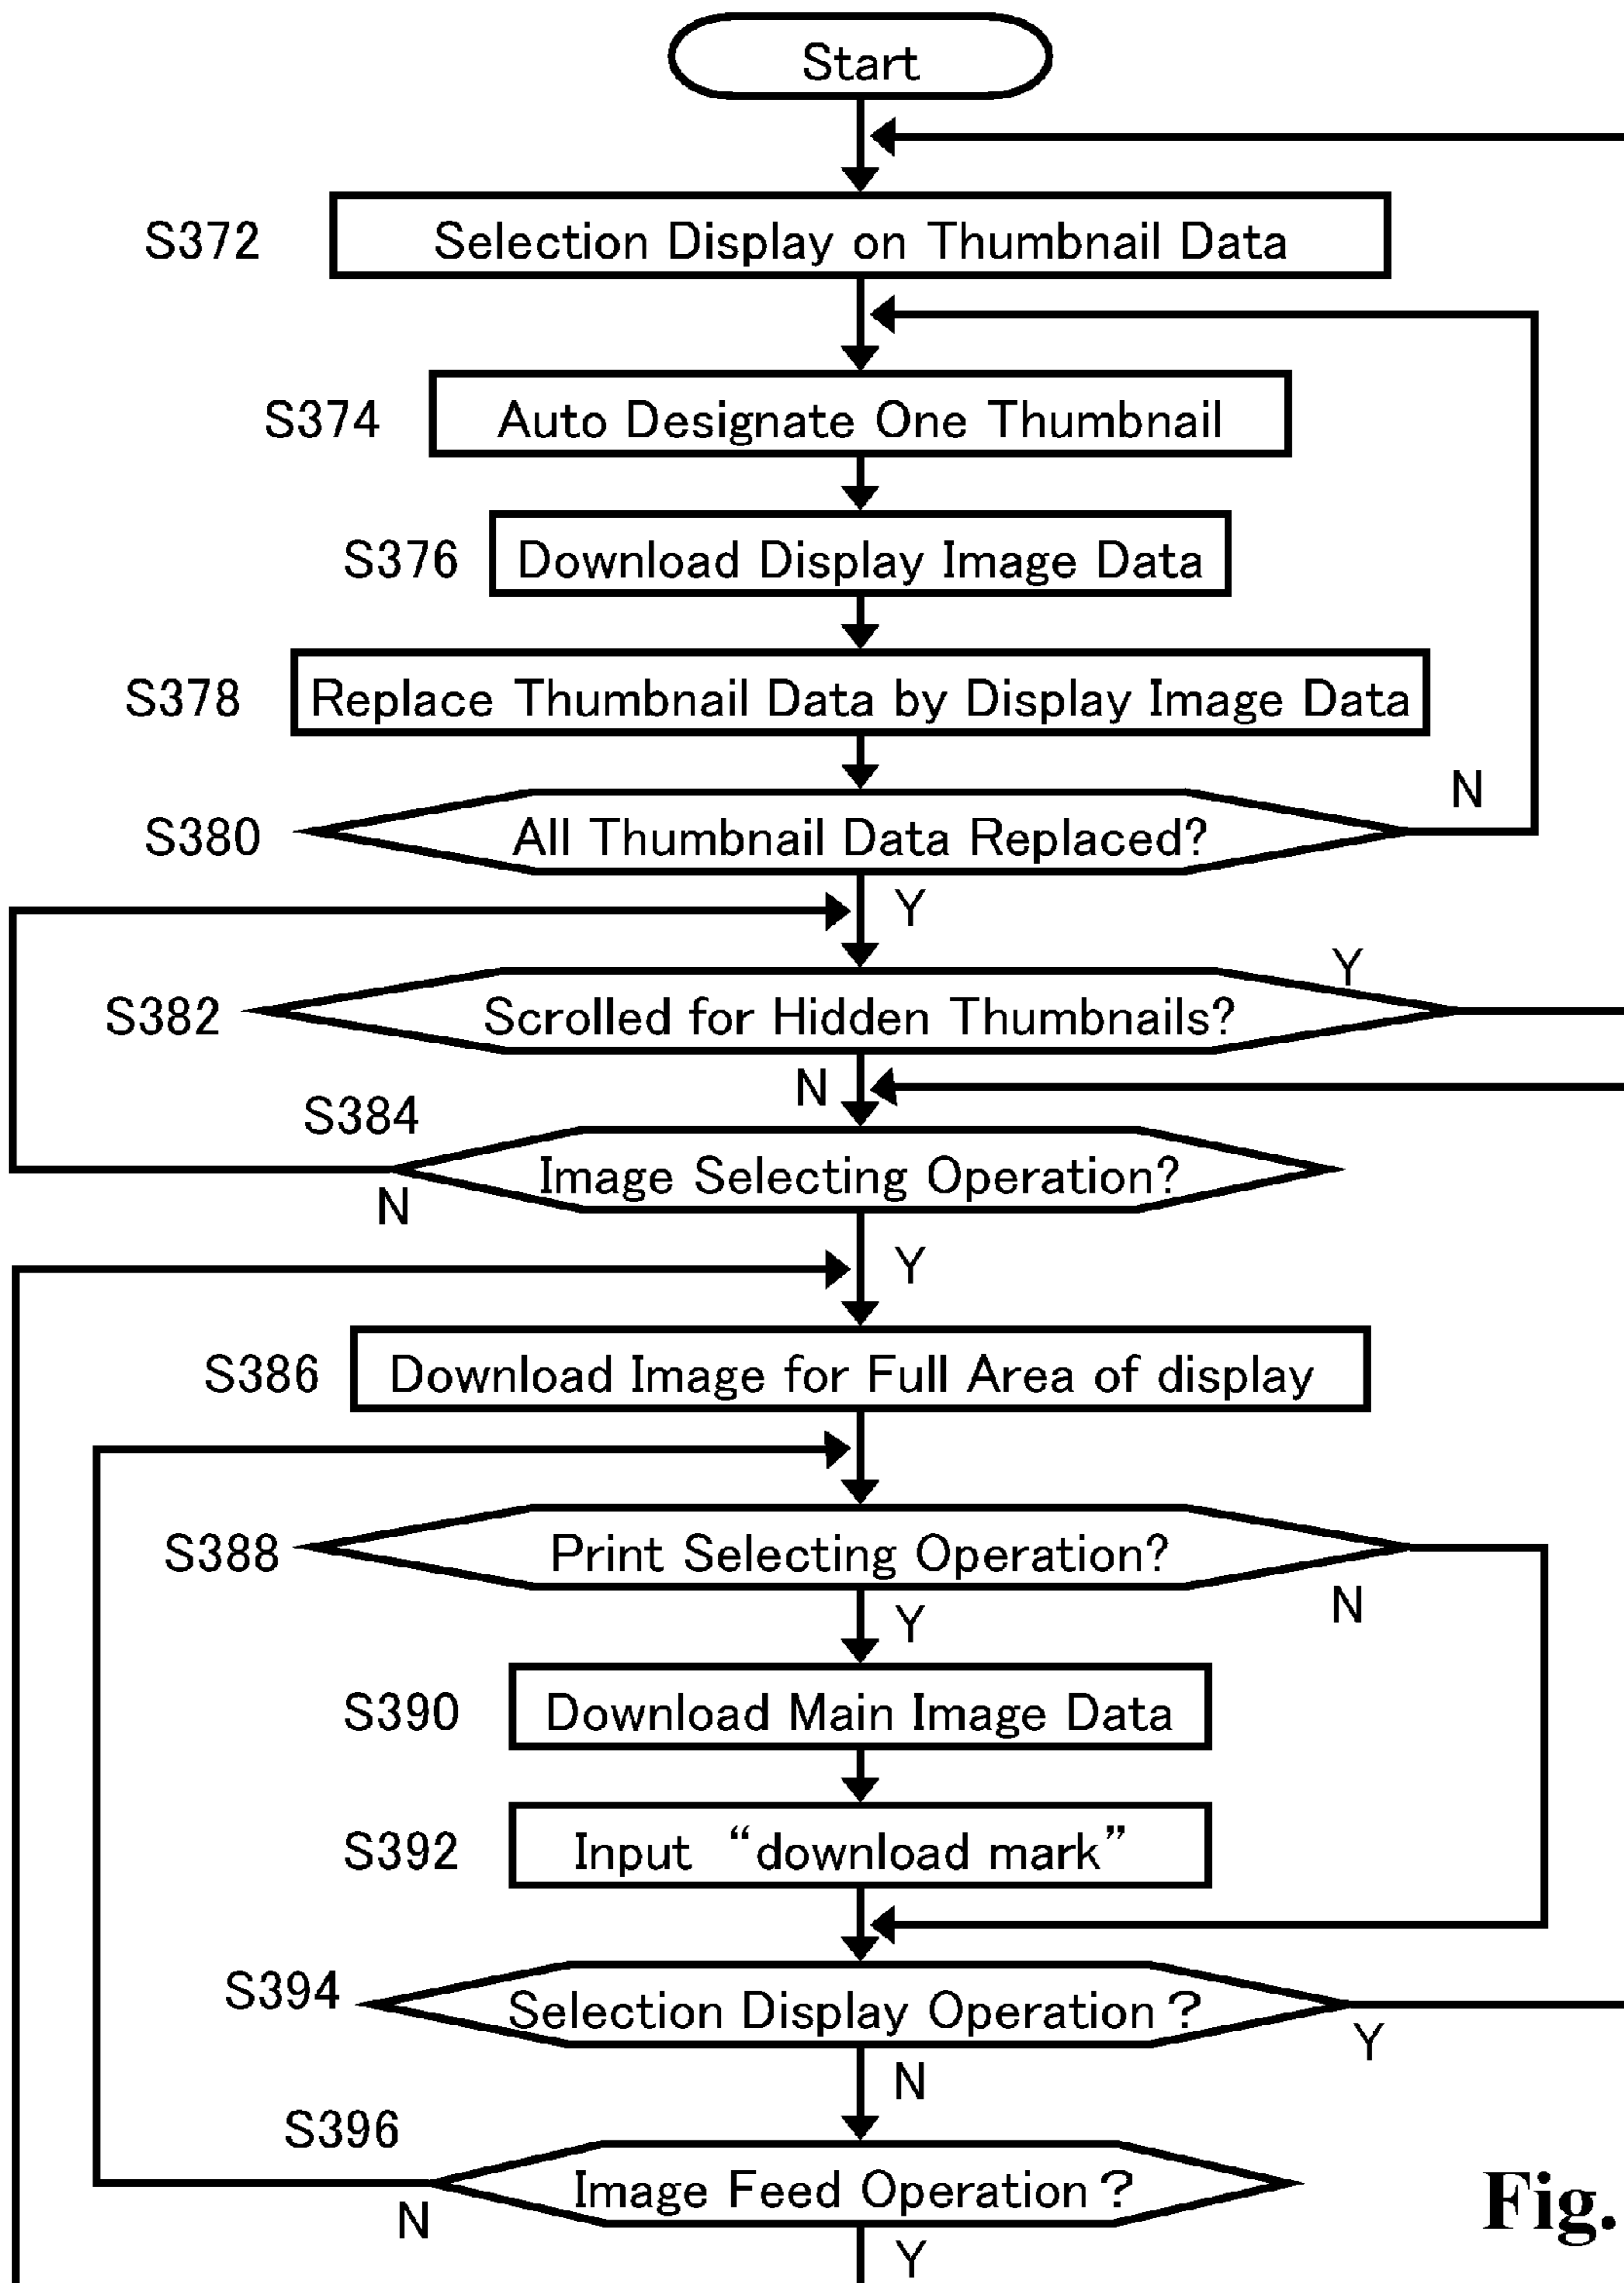 Start
S372 Selection Display on Thumbnail Data
S374 Auto Designate One Thumbnail
S376 Download Display Image Data
S378 Replace Thumbnail Data by Display Image Data
N
S380 All Thumbnail Data Replaced?
Y
Y
S382 Scrolled for Hidden Thumbnails?
N
S384
Image Selecting Operation?
N
Y
S386 Download Image for Full Area of display
S388 Print Selecting Operation?
N
Y
S390 Download Main Image Data
S392 Input “download mark”
S394 Selection Display Operation？
Y
N
S396
Image Feed Operation？
N
Fig.
Y